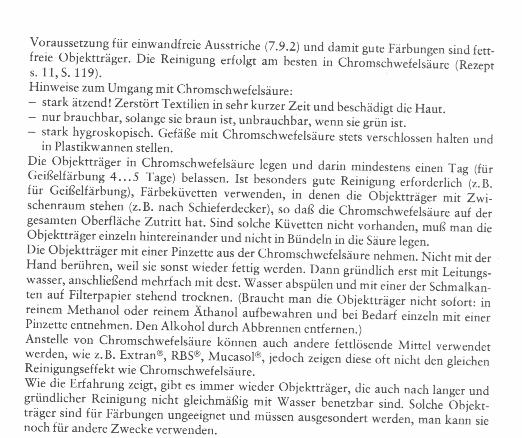 Voraussetzung für einwandfreie Ausstriche (7.9.2) und damit gute Färbungen sind fett-
freie Objektträger. Die Reinigung erfolgt am besten in Chromschwefelsäure (Rezept
s. 11, S. 119).
Hinweise zum Umgang mit Chromschwefelsäure:
– stark ätzend! Zerstört Textilien in sehr kurzer Zeit und beschädigt die Haut.
– nur brauchbar, solange sie braun ist, unbrauchbar, wenn sie grün ist.
– stark hygroskopisch. Gefäße mit Chromschwefelsäure stets verschlossen halten und
in Plastikwannen stellen.
Die Objektträger in Chromschwefelsäure legen und darin mindestens einen Tag (für
Geißelfärbung 4...5 Tage) belassen. Ist besonders gute Reinigung erforderlich (z.B.
für Geißelfärbung), Färbeküvetten verwenden, in denen die Objektträger mit Zwi-
schenraum stehen (z.B. nach Schieferdecker), so daß die Chromschwefelsäure auf der
gesamten Oberfläche Zutritt hat. Sind solche Küvetten nicht vorhanden, muß man die
Objektträger einzeln hintereinander und nicht in Bündeln in die Säure legen.
Die Objektträger mit einer Pinzette aus der Chromschwefelsäure nehmen. Nicht mit der
Hand berühren, weil sie sonst wieder fettig werden. Dann gründlich erst mit Leitungs-
wasser, anschließend mehrfach mit dest. Wasser abspülen und mit einer der Schmalkan-
ten auf Filterpapier stehend trocknen. (Braucht man die Objektträger nicht sofort: in
reinem Methanol oder reinem Äthanol aufbewahren und bei Bedarf einzeln mit einer
Pinzette entnehmen. Den Alkohol durch Abbrennen entfernen.)
Anstelle von Chromschwefelsäure können auch andere fettlösende Mittel verwendet
werden, wie z.B. Extran®, RBS®, Mucasol®, jedoch zeigen diese oft nicht den gleichen
Reinigungseffekt wie Chromschwefelsäure.
Wie die Erfahrung zeigt, gibt es immer wieder Objektträger, die auch nach langer und
gründlicher Reinigung nicht gleichmäßig mit Wasser benetzbar sind. Solche Objekt-
träger sind für Färbungen ungeeignet und müssen ausgesondert werden, man kann sie
noch für andere Zwecke verwenden.